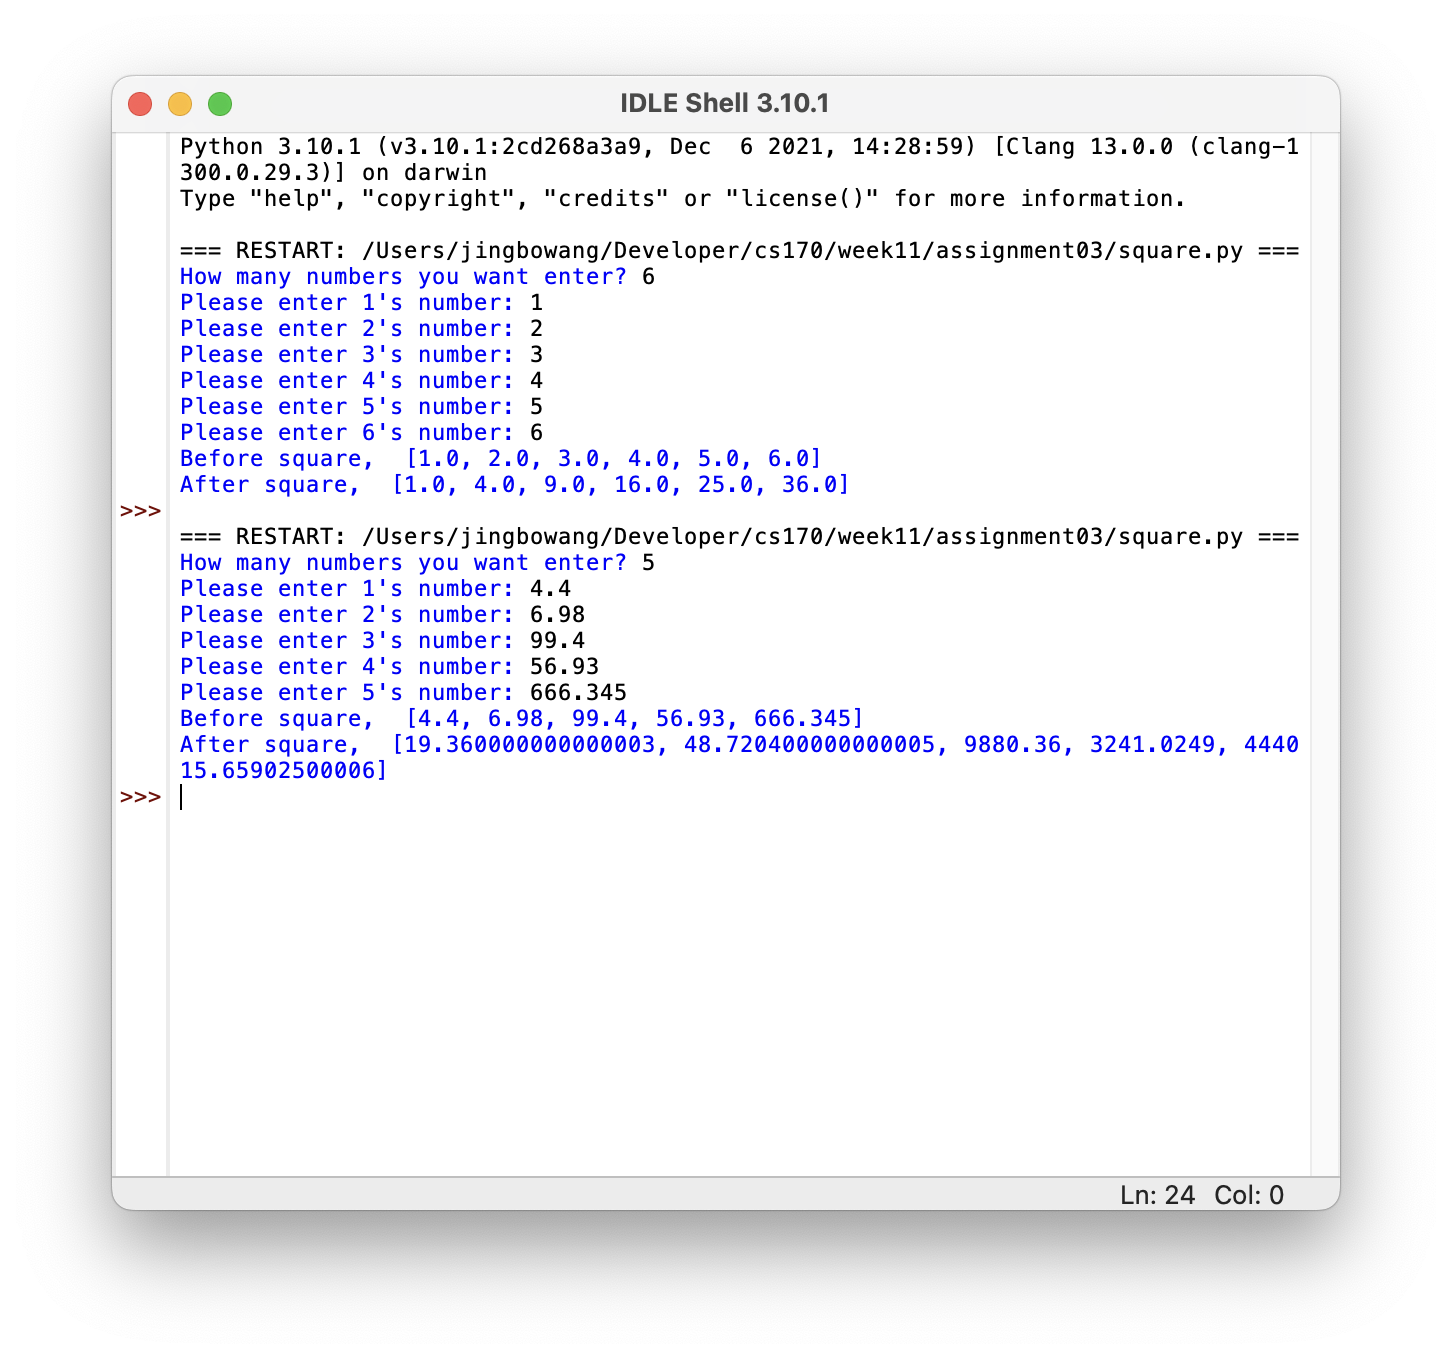 IDLE Shell 3.10.1
Python 3.10.1 (v3.10.1:2cd268a3a9, Dec  6 2021, 14:28:59) [Clang 13.0.0 (clang-1
300.0.29.3)] on darwin
Type "help", "copyright", "credits" or "license()" for more information.
=== RESTART: /Users/jingbowang/Developer/cs170/week11/assignment03/square.py ===
How many numbers you want enter? 6
Please enter 1's number: 1
Please enter 2's number: 2
Please enter 3's number: 3
Please enter 4's number: 4
Please enter 5's number: 5
Please enter 6's number: 6
Before square,  [1.0, 2.0, 3.0, 4.0, 5.0, 6.0]
After square,  [1.0, 4.0, 9.0, 16.0, 25.0, 36.0]
>>>
=== RESTART: /Users/jingbowang/Developer/cs170/week11/assignment03/square.py ===
How many numbers you want enter? 5
Please enter 1's number: 4.4
Please enter 2's number: 6.98
Please enter 3's number: 99.4
Please enter 4's number: 56.93
Please enter 5's number: 666.345
Before square,  [4.4, 6.98, 99.4, 56.93, 666.345]
After square,  [19.360000000000003, 48.720400000000005, 9880.36, 3241.0249, 4440
15.65902500006]
>>>
Ln: 24  Col: 0